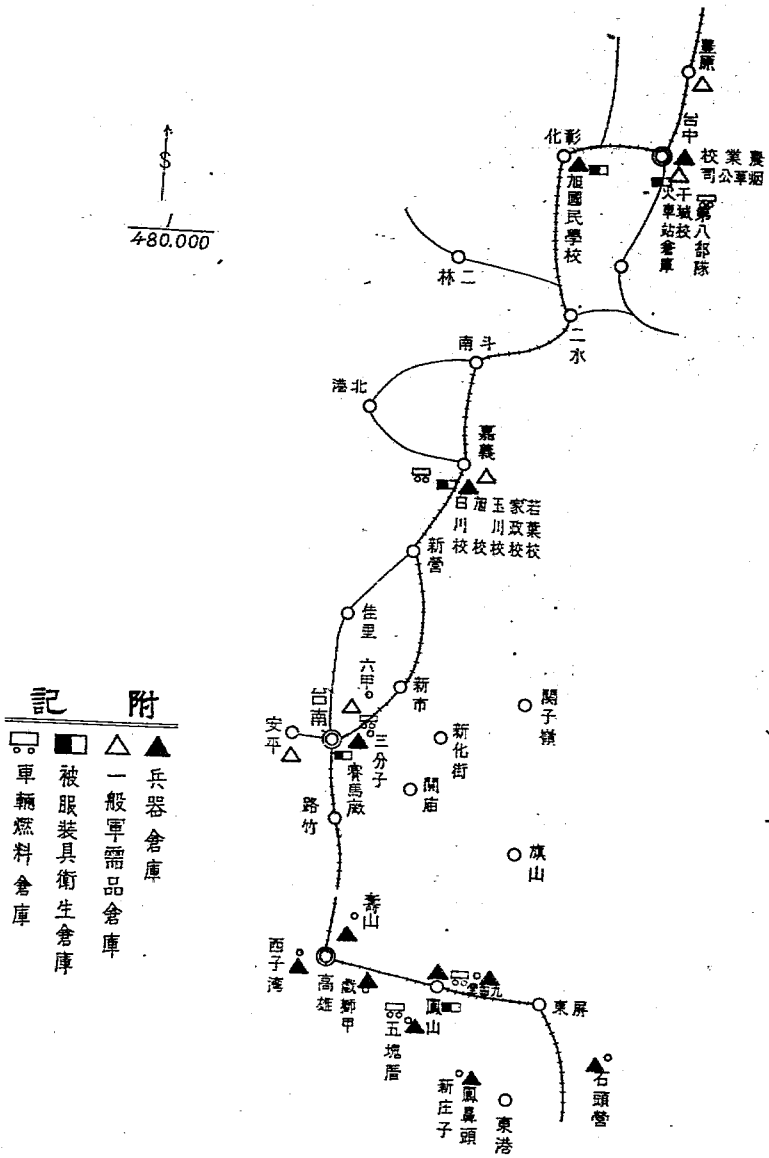 豐原
台中
農業校
烟草公司
第八部隊
干城校
火車站倉庫
彰化
旭國民學校
S
1
480.000
二林
二水
斗南
北港
嘉義
若葉校
家政校
玉川校
旭校
白川校
新營
佳里
六甲
新市
台南
安平
三分子
賽馬廠
新化街
關子嶺
關廟
路竹
旗山
壽山
西子湾
高雄
戯獅甲
鳳山
屏東
五塊厝
鳳鼻頭
新庄子
東港
石頭營
附記
兵器倉庫
一般軍需品倉庫
被服裝具衛生倉庫
車輛燃料倉庫